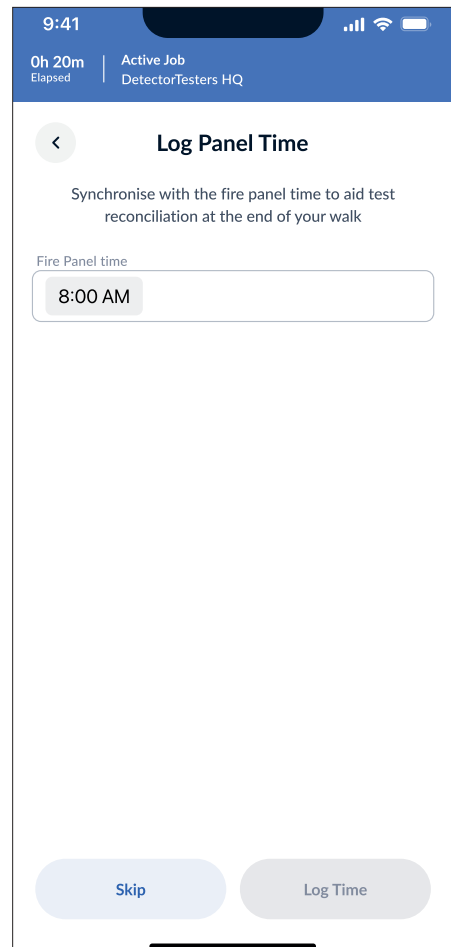 9:41
0h 20m
Elapsed
Active Job
DetectorTesters HQ
Log Panel Time
Synchronise with the fire panel time to aid test
reconciliation at the end of your walk
Fire Panel time
8:00 AM
Skip
Log Time